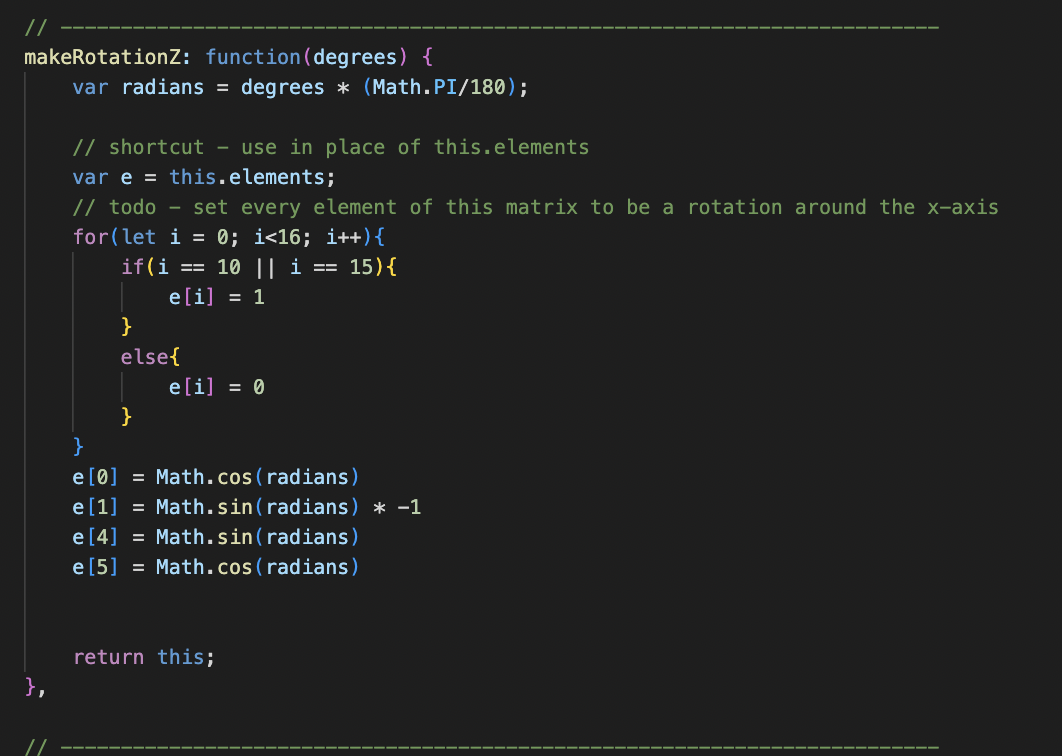 // -------------------------------------------------------------------------
makeRotationZ: function(degrees) {
    var radians = degrees * (Math.PI/180);

    // shortcut - use in place of this.elements
    var e = this.elements;
    // todo - set every element of this matrix to be a rotation around the x-axis
    for(let i = 0; i<16; i++){
        if(i == 10 || i == 15){
            e[i] = 1
        }
        else{
            e[i] = 0
        }
    }
    e[0] = Math.cos(radians)
    e[1] = Math.sin(radians) * -1
    e[4] = Math.sin(radians)
    e[5] = Math.cos(radians)


    return this;
},

// -------------------------------------------------------------------------